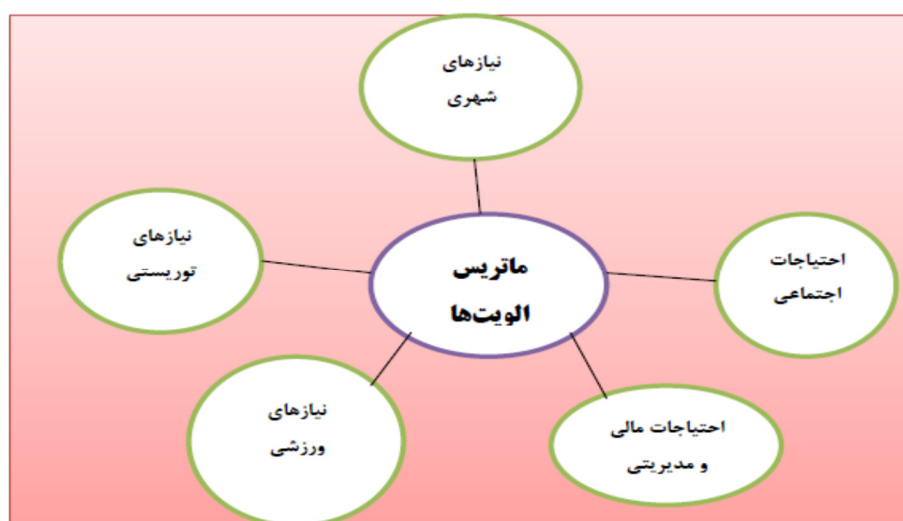 نیازهای
شهری
نیازهای
توریستی
ماتریس
الویت‌ها
احتیاجات
اجتماعی
نیازهای
ورزشی
احتیاجات مالی
و مدیریتی